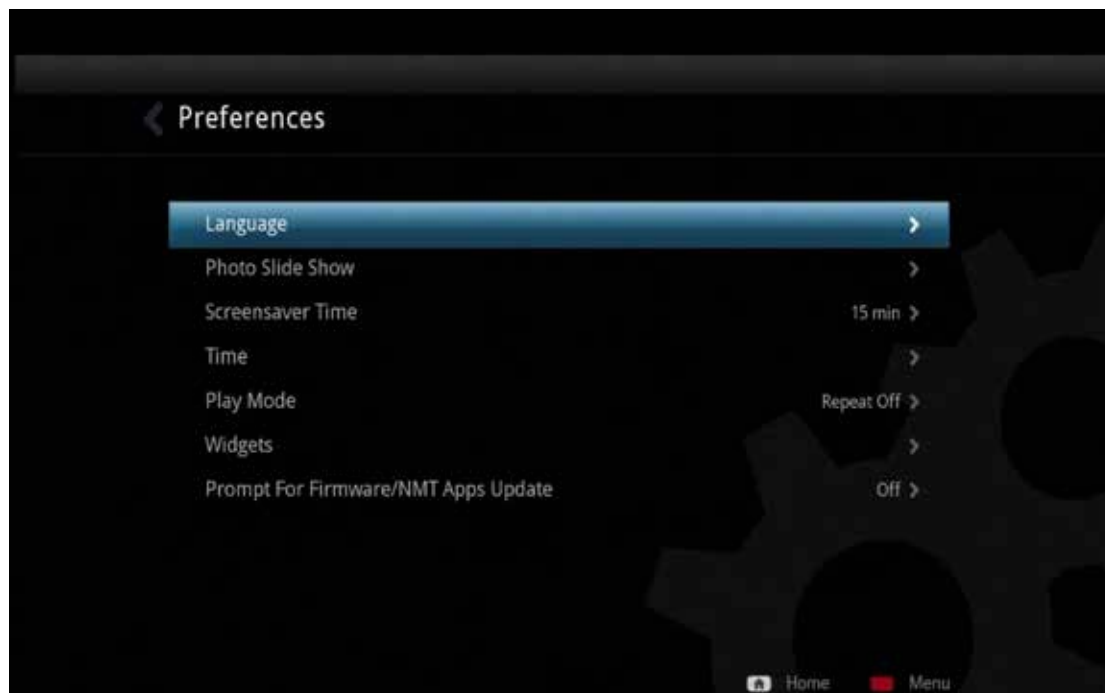 Preferences
Language
Photo Slide Show
Screensaver Time 15 min
Time
Play Mode Repeat Off
Widgets
Prompt For Firmware/NMT Apps Update Off
Home Menu